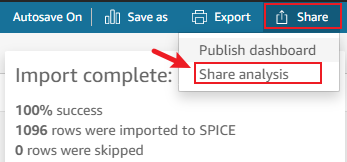 Autosave On Save as Export Share
Publish dashboard
Share analysis
Import complete:
100% success
1096 rows were imported to SPICE
0 rows were skipped